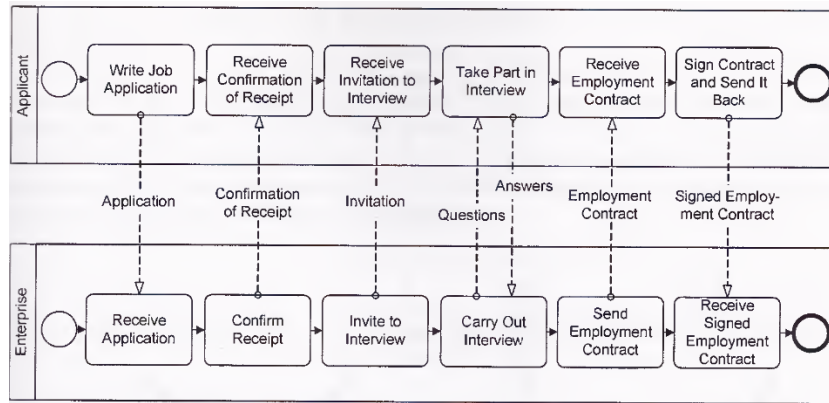 Applicant
Write Job
Application
Receive
Confirmation
of Receipt
Receive
Invitation to
Interview
Take Part in
Interview
Receive
Employment
Contract
Sign Contract
and Send It
Back
Application
Confirmation
of Receipt
Invitation
Questions
Answers
Employment
Contract
Signed Employ-
ment Contract
Enterprise
Receive
Application
Confirm
Receipt
Invite to
Interview
Carry Out
Interview
Send
Employment
Contract
Receive
Signed
Employment
Contract